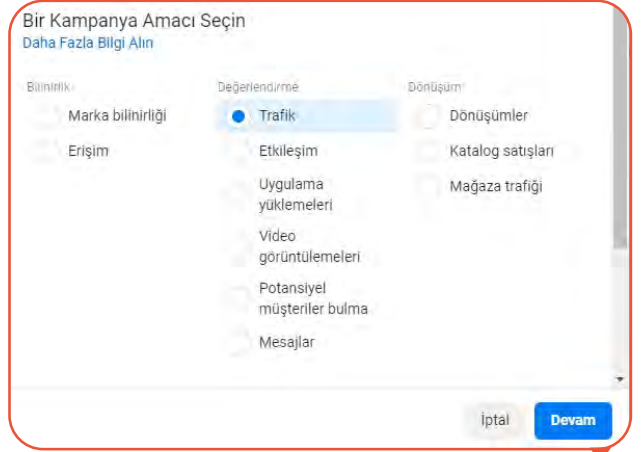 Bir Kampanya Amacı Seçin
Daha Fazla Bilgi Alın
Bilinirlik
Marka bilinirliği
Erişim
Değerlendirme
Trafik
Etkileşim
Uygulama
yüklemeleri
Video
görüntülemeleri
Potansiyel
müşteriler bulma
Mesajlar
Dönüşüm
Dönüşümler
Katalog satışları
Mağaza trafiği
İptal
Devam